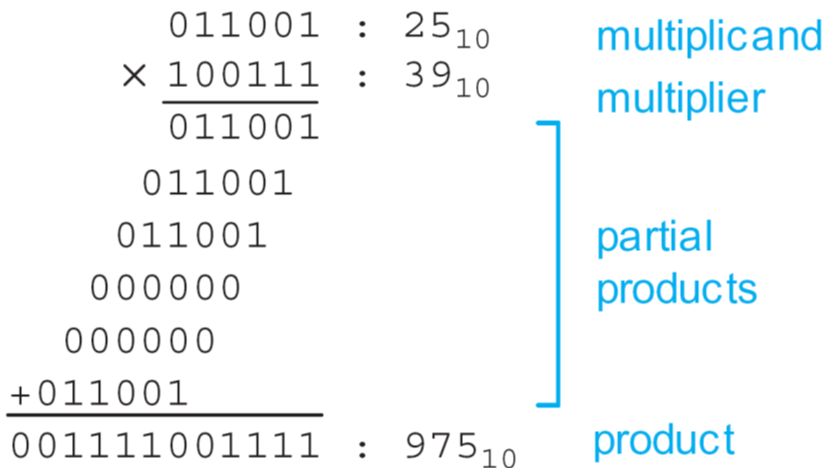 011001 : 25₁₀ multiplicand
× 100111 : 39₁₀ multiplier
011001
011001
011001 partial
000000 products
000000
+011001
001111001111 : 975₁₀ product